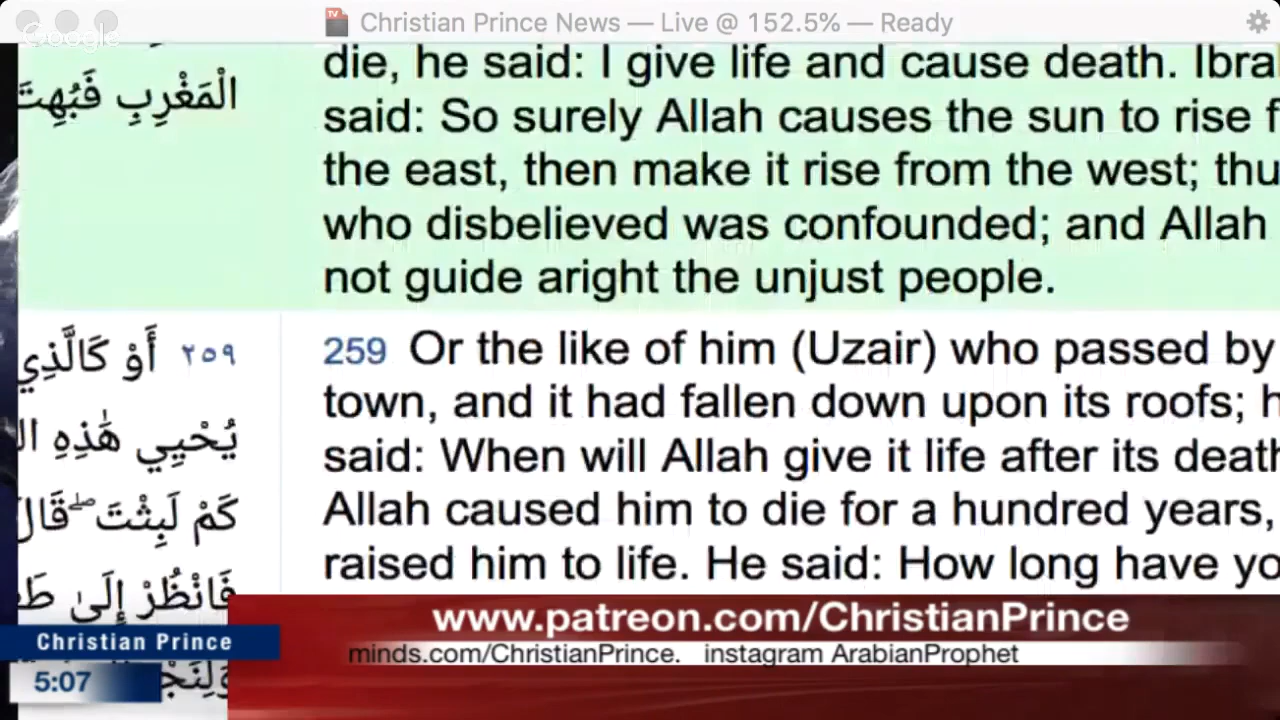 Christian Prince News — Live @ 152.5% — Ready
Google
die, he said: I give life and cause death. Ibra
الْمَغْرِبِ فَبُهِتَ
said: So surely Allah causes the sun to rise f
the east, then make it rise from the west; thu
who disbelieved was confounded; and Allah
not guide aright the unjust people.
٢٥٩ أَوْ كَالَّذِي
259 Or the like of him (Uzair) who passed by
town, and it had fallen down upon its roofs; h
يُحْيِي هَٰذِهِ ال
said: When will Allah give it life after its death
كَمْ لَبِثْتَ ۖ قَالَ
Allah caused him to die for a hundred years,
raised him to life. He said: How long have yo
فَانْظُرْ إِلَىٰ طَ
www.patreon.com/ChristianPrince
Christian Prince
minds.com/ChristianPrince. instagram ArabianProphet
5:07